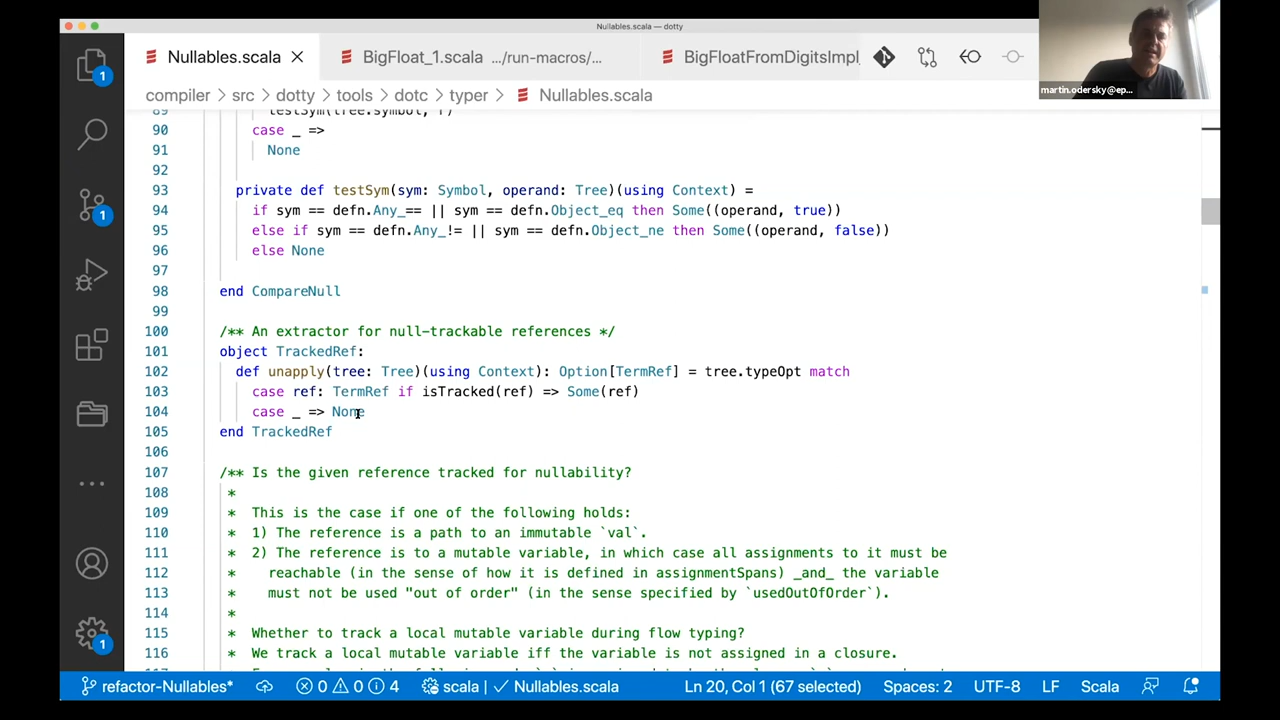 Nullables.scala — dotty
Nullables.scala
BigFloat_1.scala .../run-macros/...
BigFloatFromDigitsImpl
martin.odersky@ep...
compiler > src > dotty > tools > dotc > typer > Nullables.scala
89 testSym(tree.symbol, r)
90 case _ =>
91 None
92
93 private def testSym(sym: Symbol, operand: Tree)(using Context) =
94 if sym == defn.Any_== || sym == defn.Object_eq then Some((operand, true))
95 else if sym == defn.Any_!= || sym == defn.Object_ne then Some((operand, false))
96 else None
97
98 end CompareNull
99
100 /** An extractor for null-trackable references */
101 object TrackedRef:
102 def unapply(tree: Tree)(using Context): Option[TermRef] = tree.typeOpt match
103 case ref: TermRef if isTracked(ref) => Some(ref)
104 case _ => None
105 end TrackedRef
106
107 /** Is the given reference tracked for nullability?
108 *
109 * This is the case if one of the following holds:
110 * 1) The reference is a path to an immutable `val`.
111 * 2) The reference is to a mutable variable, in which case all assignments to it must be
112 * reachable (in the sense of how it is defined in assignmentSpans) _and_ the variable
113 * must not be used "out of order" (in the sense specified by `usedOutOfOrder`).
114 *
115 * Whether to track a local mutable variable during flow typing?
116 * We track a local mutable variable iff the variable is not assigned in a closure.
1
1
1
refactor-Nullables* 0 0 4 scala | ✓ Nullables.scala Ln 20, Col 1 (67 selected) Spaces: 2 UTF-8 LF Scala